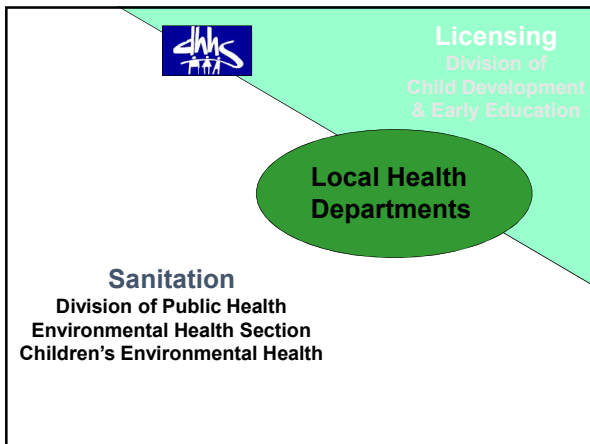 dhhs
Licensing
Division of
Child Development
& Early Education
Local Health
Departments
Sanitation
Division of Public Health
Environmental Health Section
Children's Environmental Health